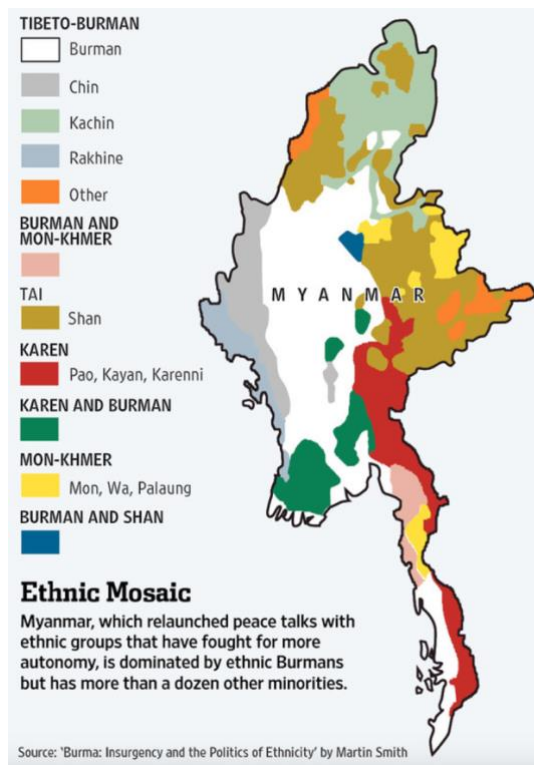 TIBETO-BURMAN
Burman
Chin
Kachin
Rakhine
Other
BURMAN AND
MON-KHMER
TAI
Shan
KAREN
Pao, Kayan, Karenni
KAREN AND BURMAN
MON-KHMER
Mon, Wa, Palaung
BURMAN AND SHAN
MYANMAR
Ethnic Mosaic
Myanmar, which relaunched peace talks with
ethnic groups that have fought for more
autonomy, is dominated by ethnic Burmans
but has more than a dozen other minorities.
Source: ‘Burma: Insurgency and the Politics of Ethnicity’ by Martin Smith